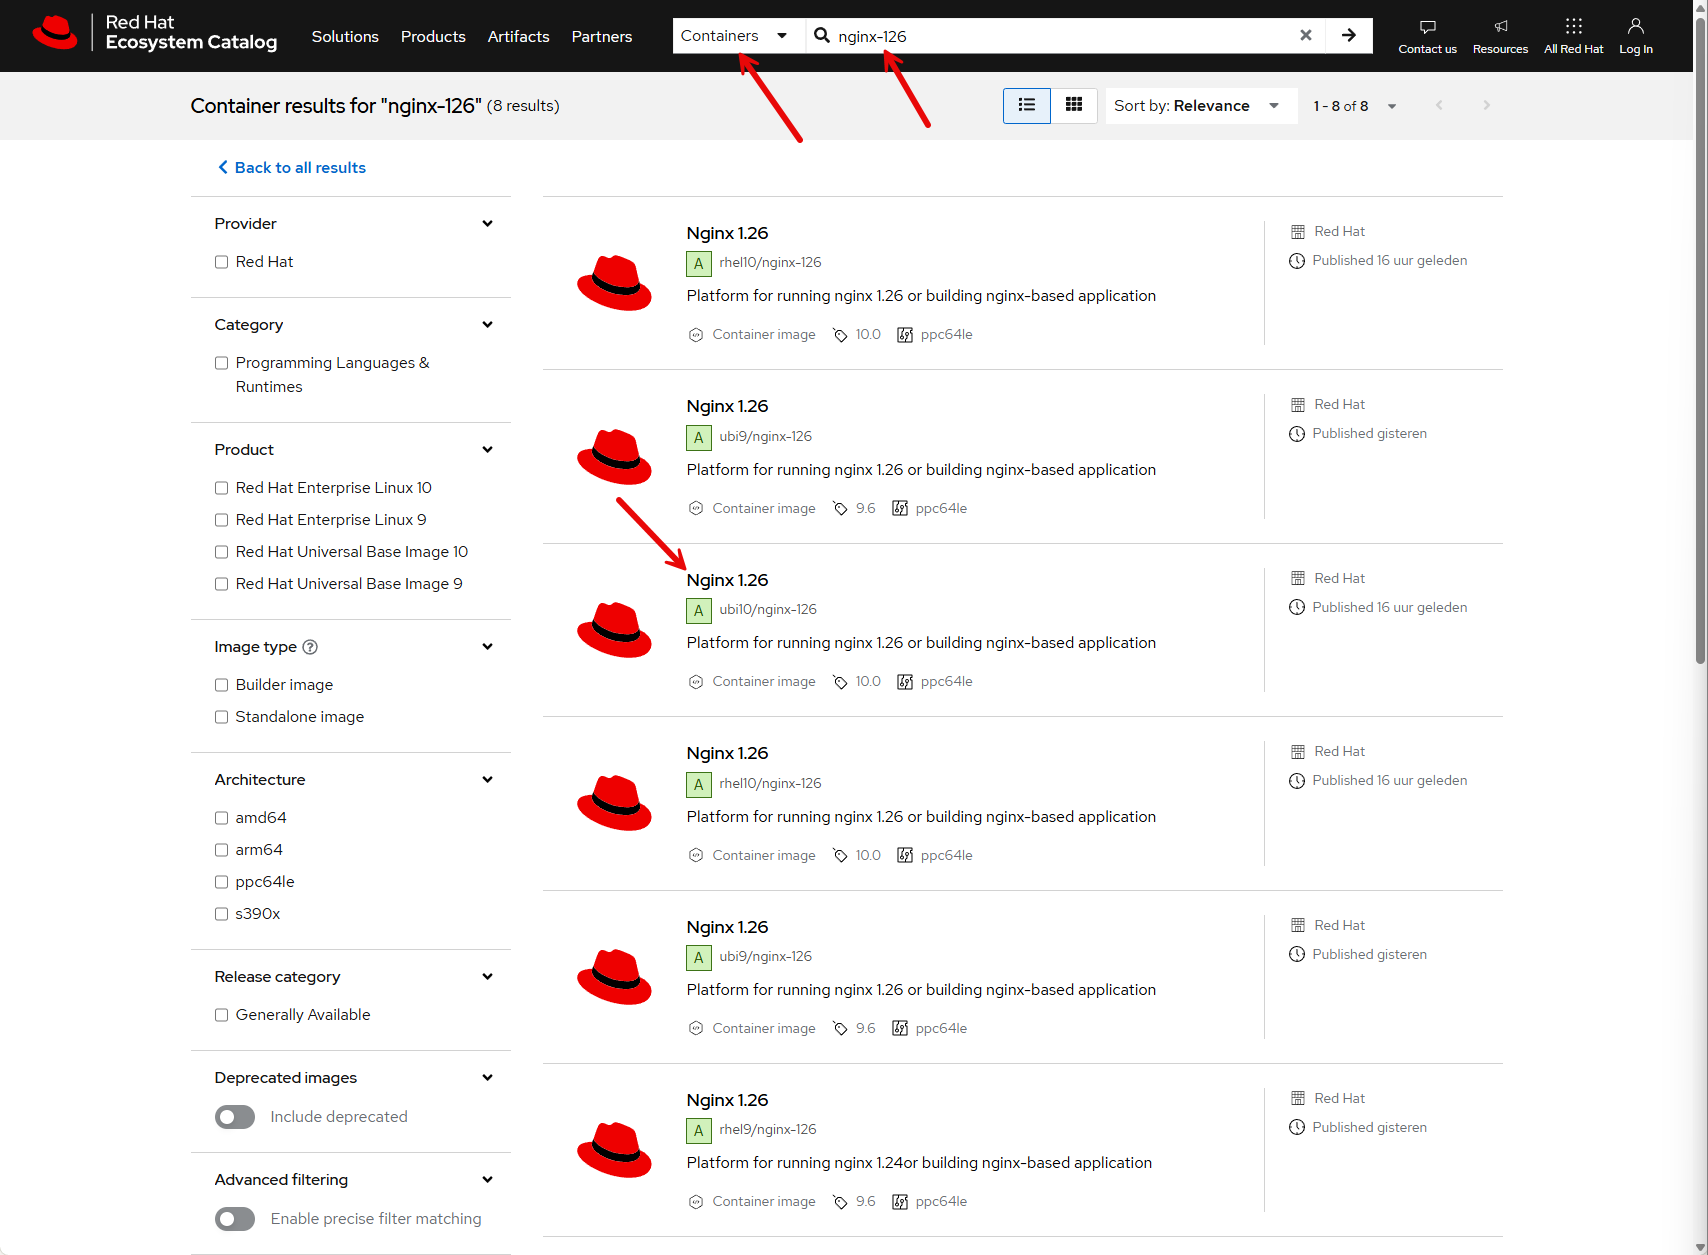 Red Hat
Ecosystem Catalog
Solutions
Products
Artifacts
Partners
Containers
nginx-126
Contact us
Resources
All Red Hat
Log In
Container results for "nginx-126" (8 results)
Sort by: Relevance
1 - 8 of 8
Back to all results
Provider
Red Hat
Category
Programming Languages &
Runtimes
Product
Red Hat Enterprise Linux 10
Red Hat Enterprise Linux 9
Red Hat Universal Base Image 10
Red Hat Universal Base Image 9
Image type
Builder image
Standalone image
Architecture
amd64
arm64
ppc64le
s390x
Release category
Generally Available
Deprecated images
Include deprecated
Advanced filtering
Enable precise filter matching
Nginx 1.26
A rhel10/nginx-126
Platform for running nginx 1.26 or building nginx-based application
Container image 10.0 ppc64le
Red Hat
Published 16 uur geleden
Nginx 1.26
A ubi9/nginx-126
Platform for running nginx 1.26 or building nginx-based application
Container image 9.6 ppc64le
Red Hat
Published gisteren
Nginx 1.26
A ubi10/nginx-126
Platform for running nginx 1.26 or building nginx-based application
Container image 10.0 ppc64le
Red Hat
Published 16 uur geleden
Nginx 1.26
A rhel10/nginx-126
Platform for running nginx 1.26 or building nginx-based application
Container image 10.0 ppc64le
Red Hat
Published 16 uur geleden
Nginx 1.26
A ubi9/nginx-126
Platform for running nginx 1.26 or building nginx-based application
Container image 9.6 ppc64le
Red Hat
Published gisteren
Nginx 1.26
A rhel9/nginx-126
Platform for running nginx 1.24or building nginx-based application
Container image 9.6 ppc64le
Red Hat
Published gisteren